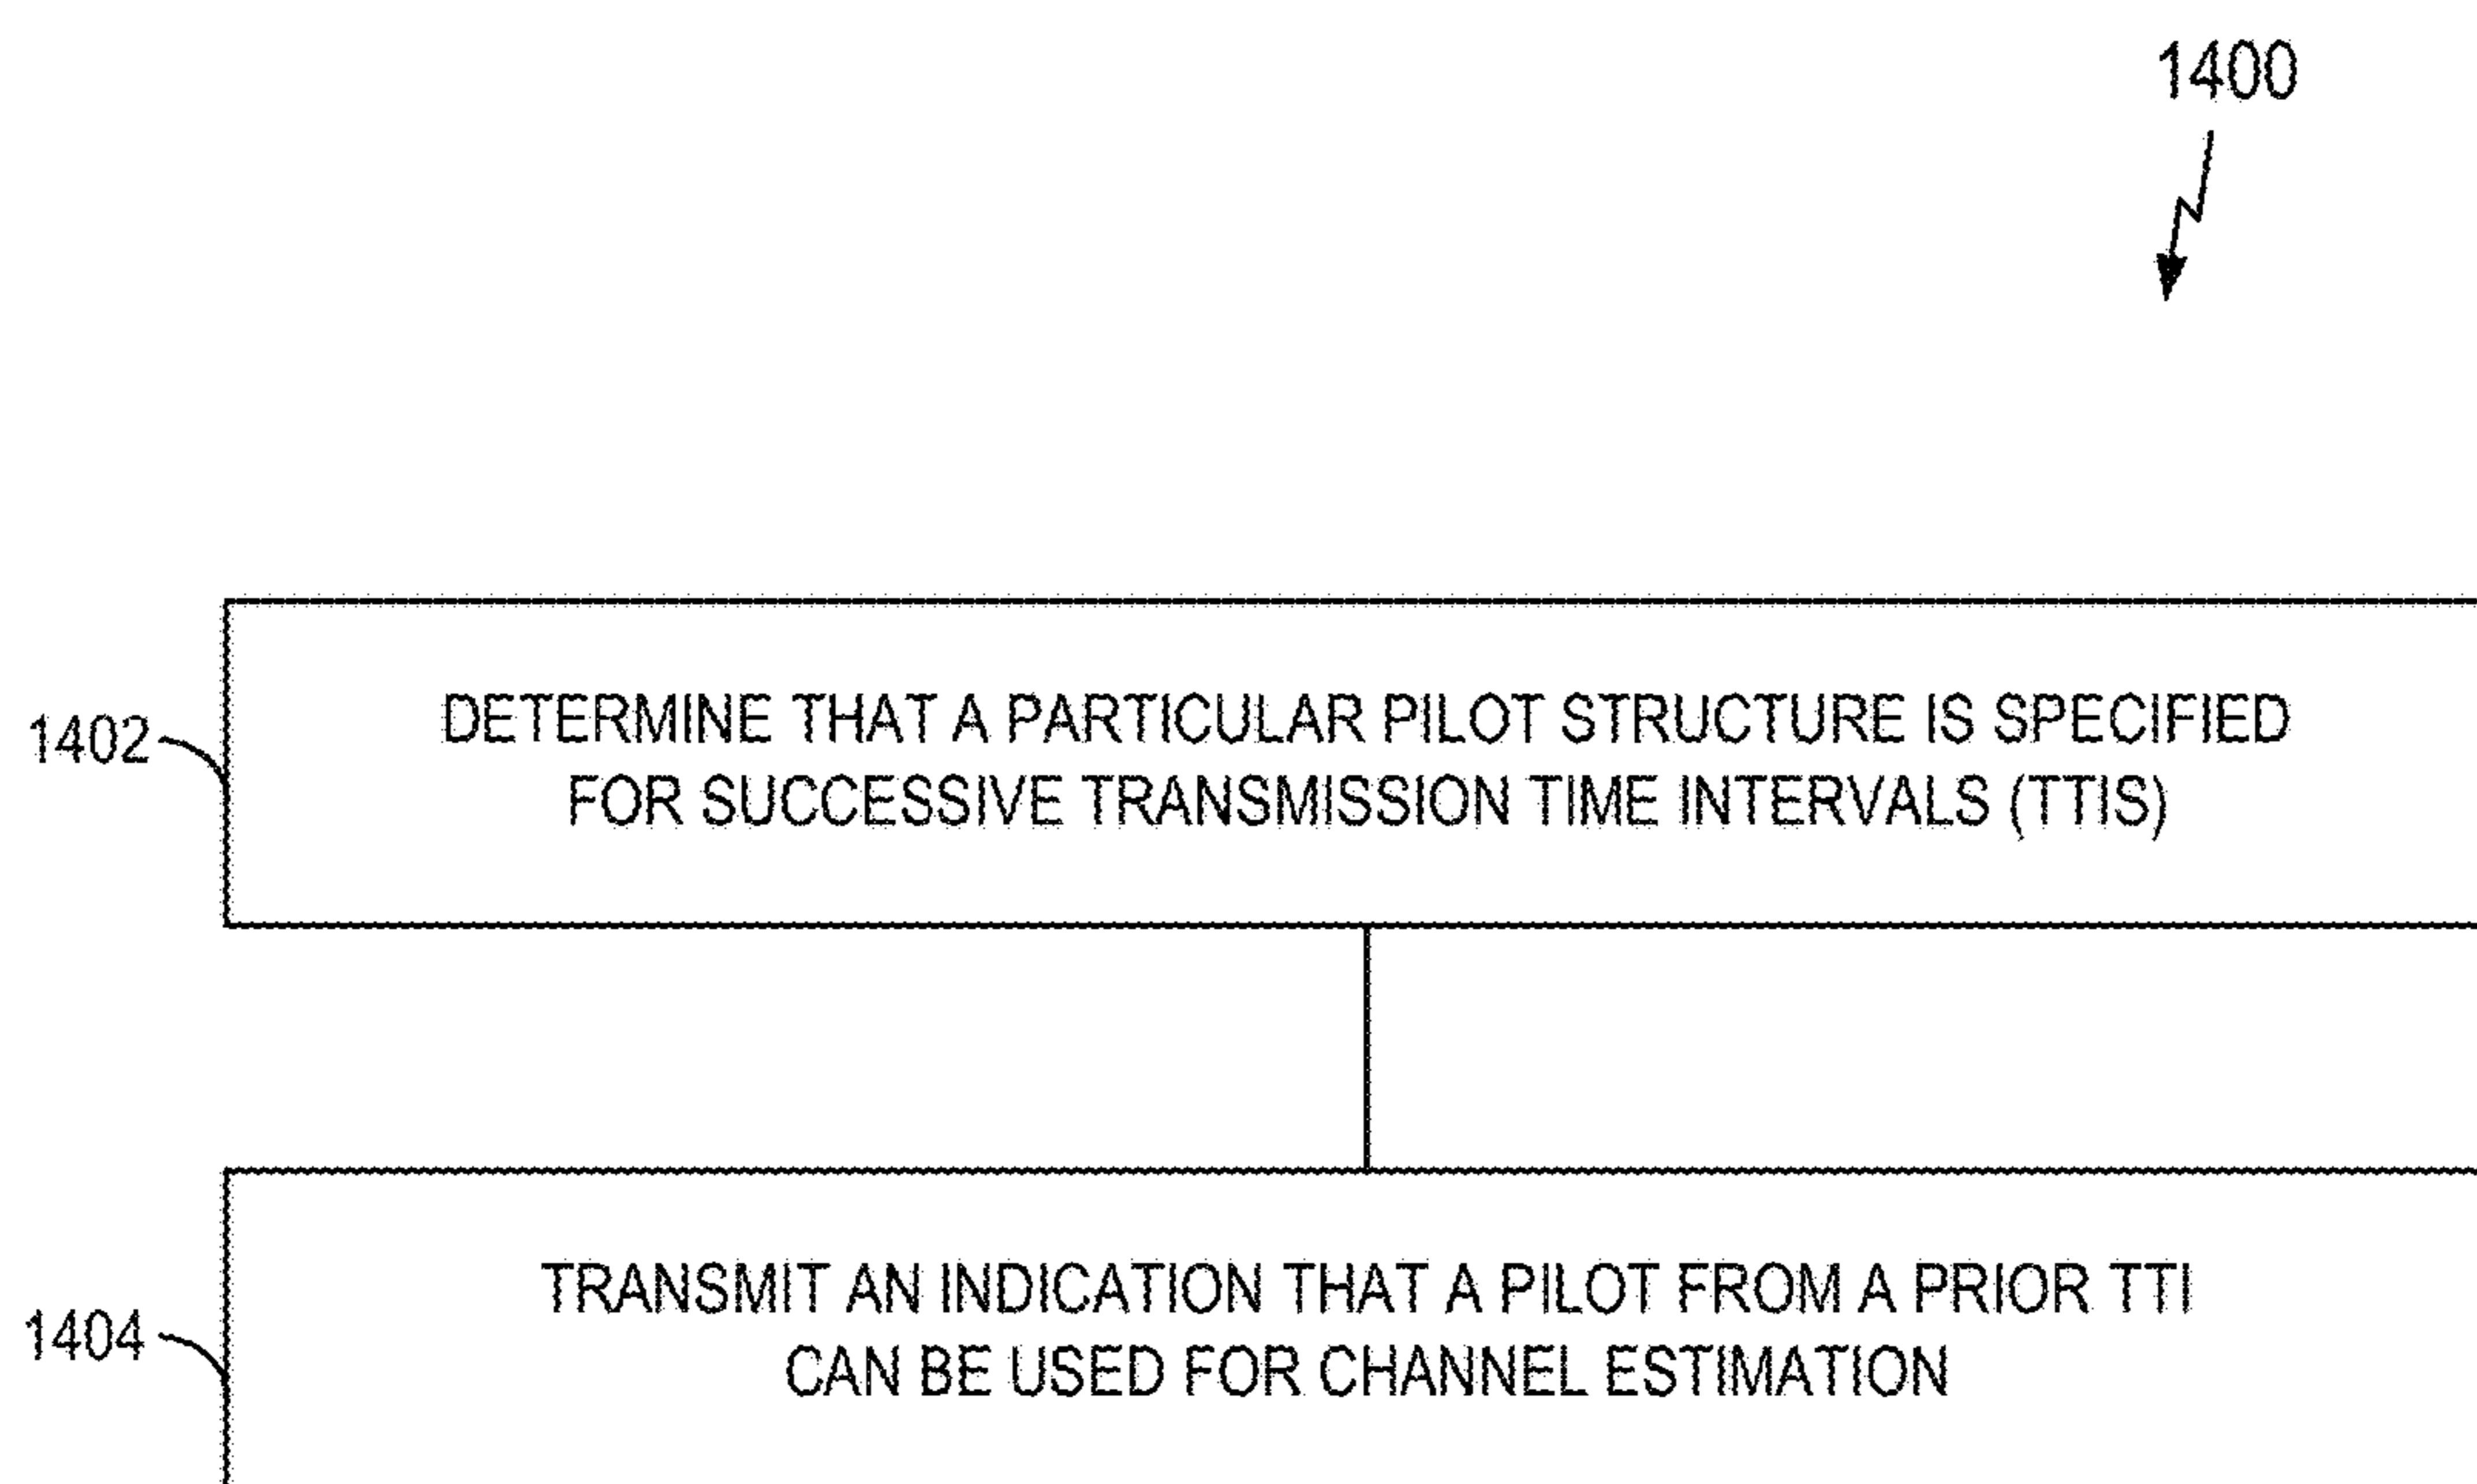 1400
1402
DETERMINE THAT A PARTICULAR PILOT STRUCTURE IS SPECIFIED
FOR SUCCESSIVE TRANSMISSION TIME INTERVALS (TTIS)
1404
TRANSMIT AN INDICATION THAT A PILOT FROM A PRIOR TTI
CAN BE USED FOR CHANNEL ESTIMATION